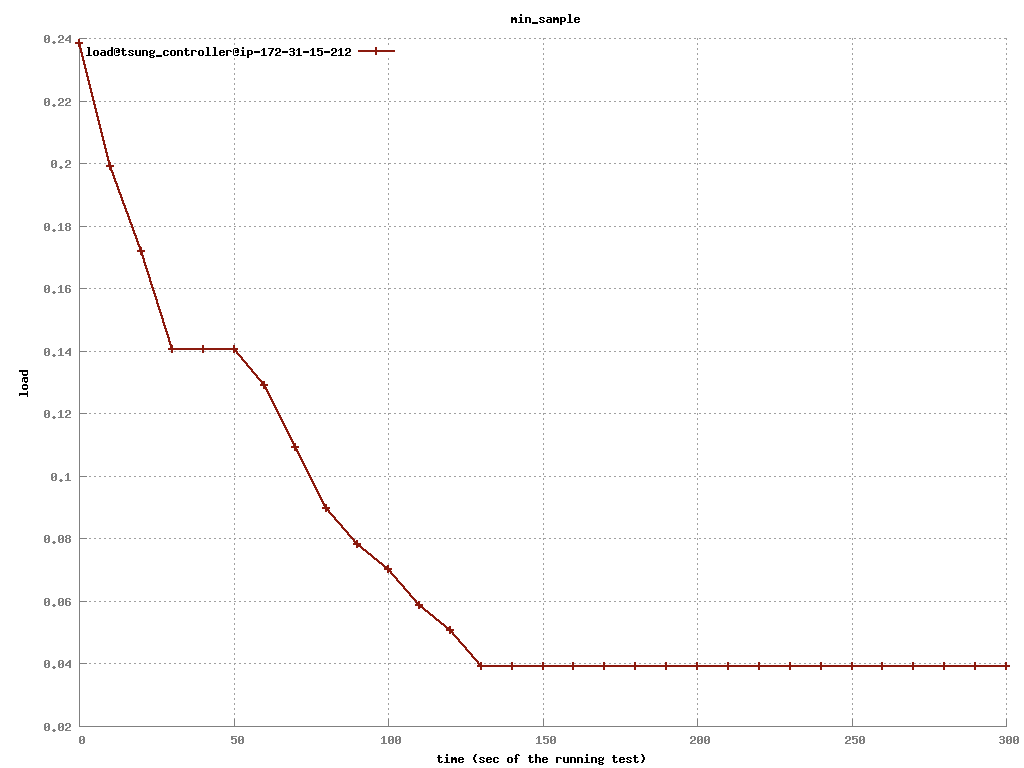 min_sample
load@tsung_controller@ip-172-31-15-212
0.24
0.22
0.2
0.18
0.16
0.14
0.12
0.1
0.08
0.06
0.04
0.02
load
0 50 100 150 200 250 300
time (sec of the running test)